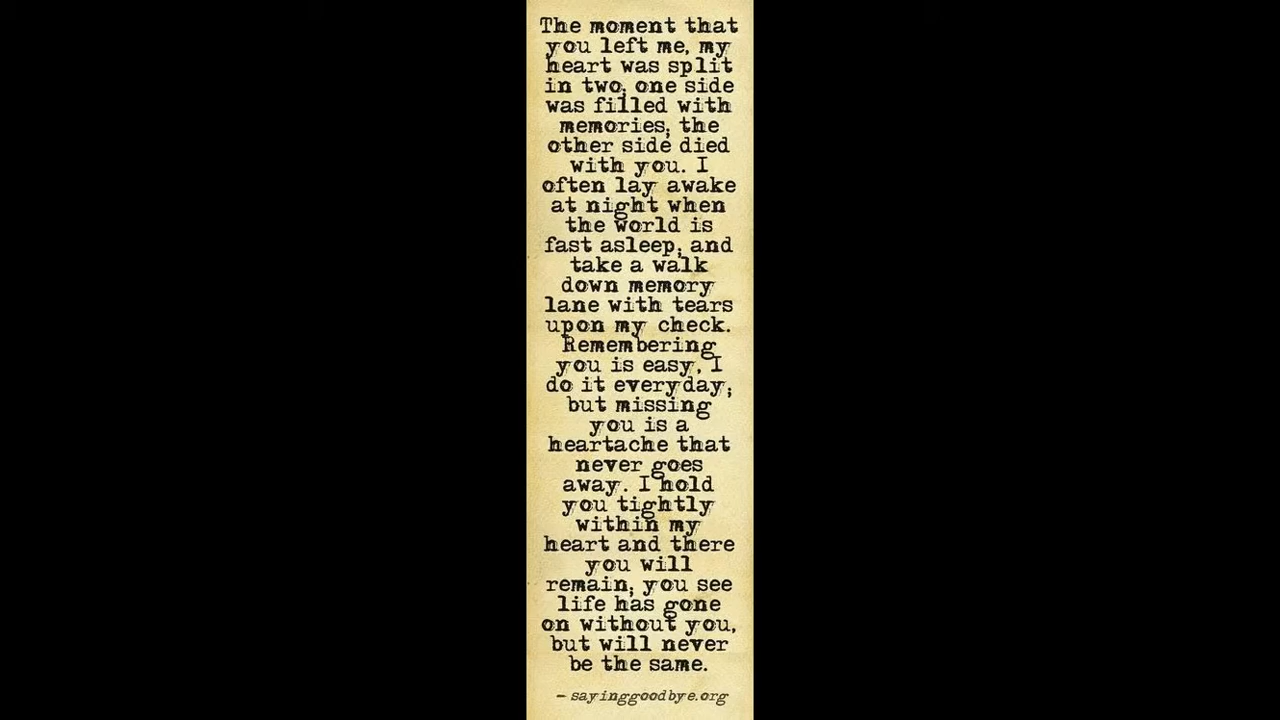 The moment that
you left me, my
heart was split
in two, one side
was filled with
memories, the
other side died
with you. I
often lay awake
at night when
the world is
fast asleep, and
take a walk
down memory
lane with tears
upon my check.
Remembering
you is easy, I
do it everyday,
but missing
you is a
heartache that
never goes
away. I hold
you tightly
within my
heart and there
you will
remain, you see
life has gone
on without you,
but will never
be the same.
- sayinggoodbye.org